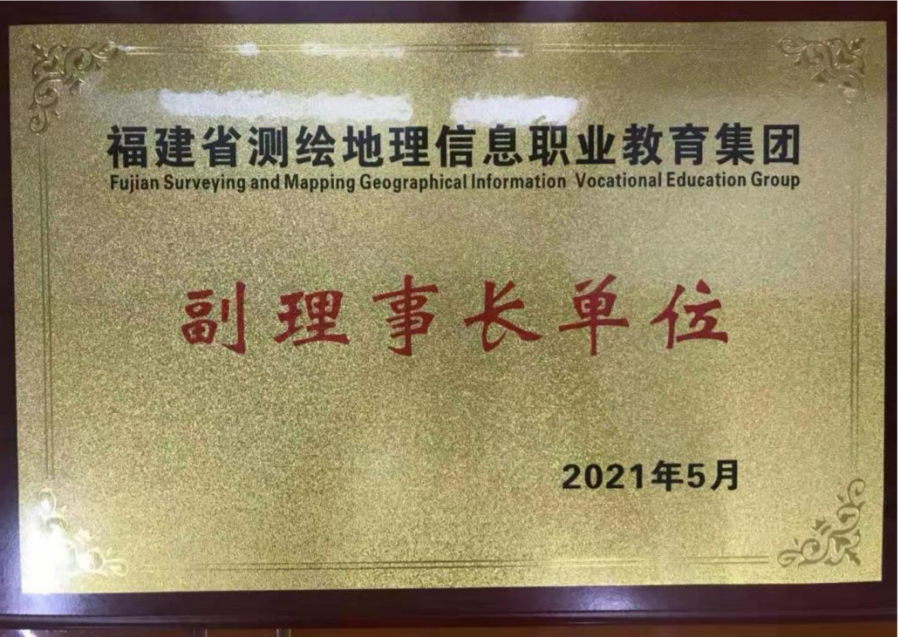 福建省测绘地理信息职业教育集团
Fujian Surveying and Mapping Geographical Information Vocational Education Group
副理事长单位
2021年5月